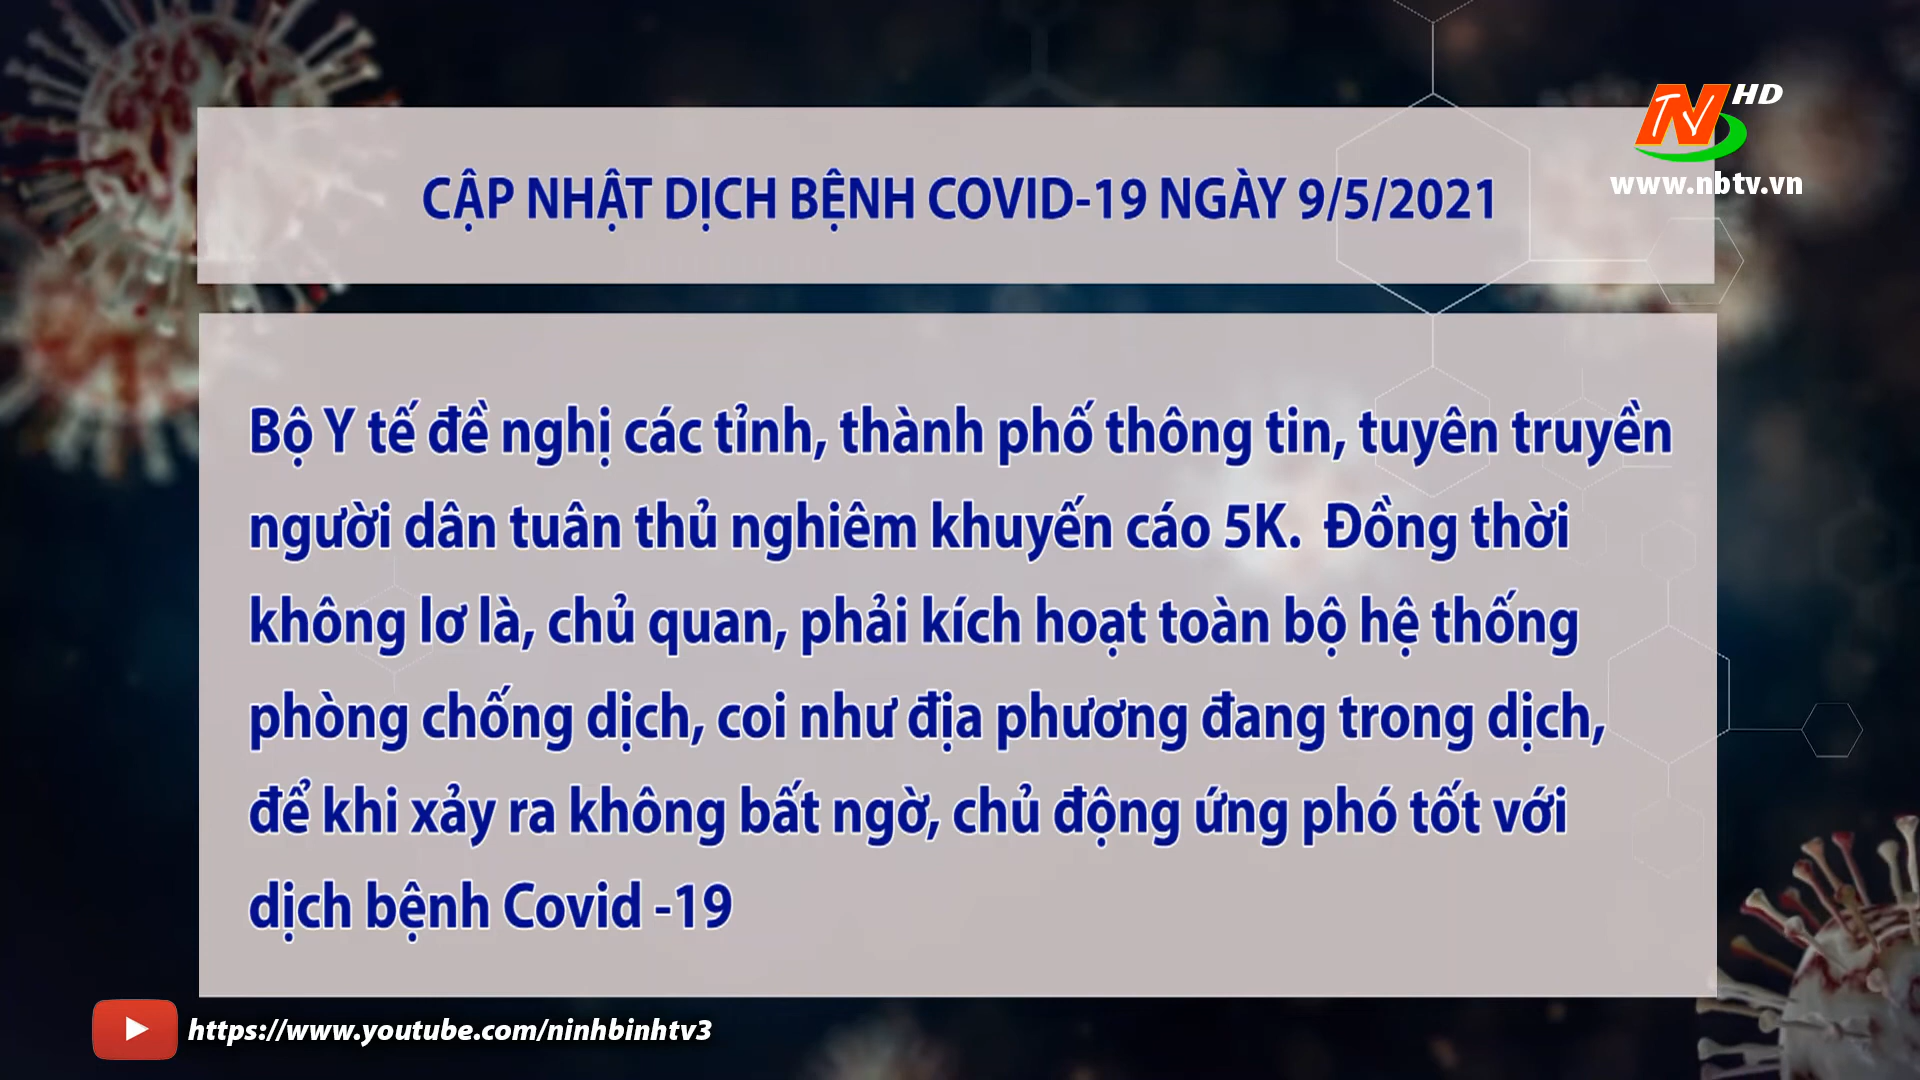 HD
TV N
www.nbtv.vn
CẬP NHẬT DỊCH BỆNH COVID-19 NGÀY 9/5/2021
Bộ Y tế đề nghị các tỉnh, thành phố thông tin, tuyên truyền
người dân tuân thủ nghiêm khuyến cáo 5K. Đồng thời
không lơ là, chủ quan, phải kích hoạt toàn bộ hệ thống
phòng chống dịch, coi như địa phương đang trong dịch,
để khi xảy ra không bất ngờ, chủ động ứng phó tốt với
dịch bệnh Covid -19
https://www.youtube.com/ninhbinhtv3